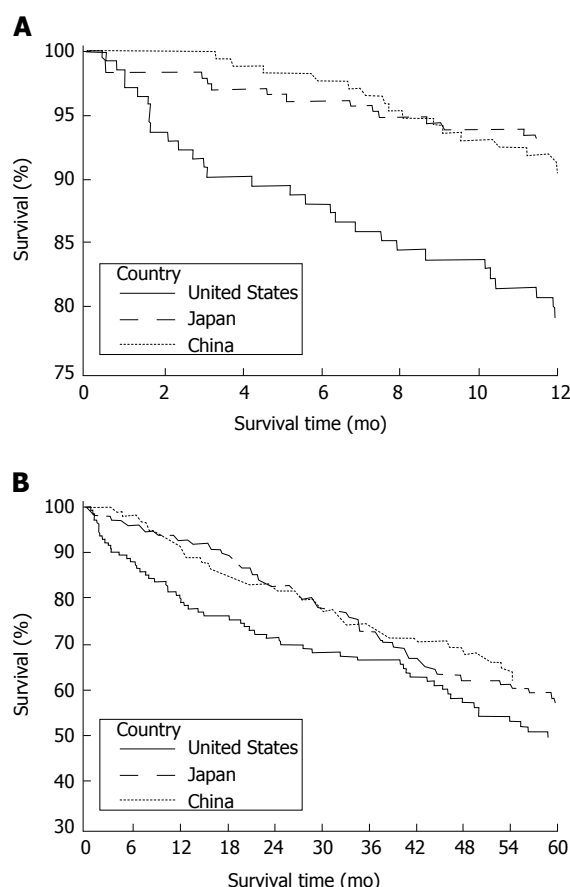 A
100
95
90
85
80
75
Survival (%)
Country
United States
Japan
China
0 2 4 6 8 10 12
Survival time (mo)
B
100
90
80
70
60
50
40
30
Survival (%)
Country
United States
Japan
China
0 6 12 18 24 30 36 42 48 54 60
Survival time (mo)